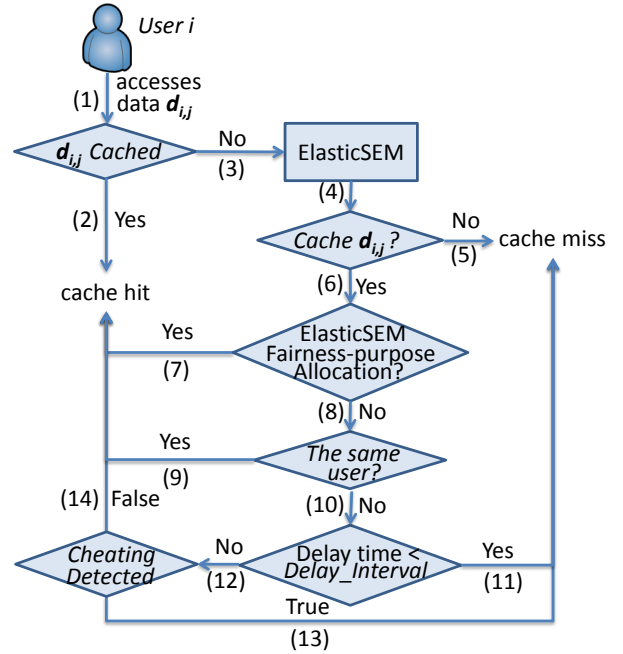 User i
accesses
(1)
data d_i,j
d_i,j Cached
No
(3)
ElasticSEM
(2)
Yes
(4)
Cache d_i,j ?
No
(5)
cache miss
(6)
Yes
cache hit
ElasticSEM
Fairness-purpose
Allocation?
Yes
(7)
(8)
No
The same
user?
Yes
(9)
(10)
No
(14)
False
Cheating
Detected
No
(12)
Delay time <
Delay_Interval
Yes
(11)
True
(13)